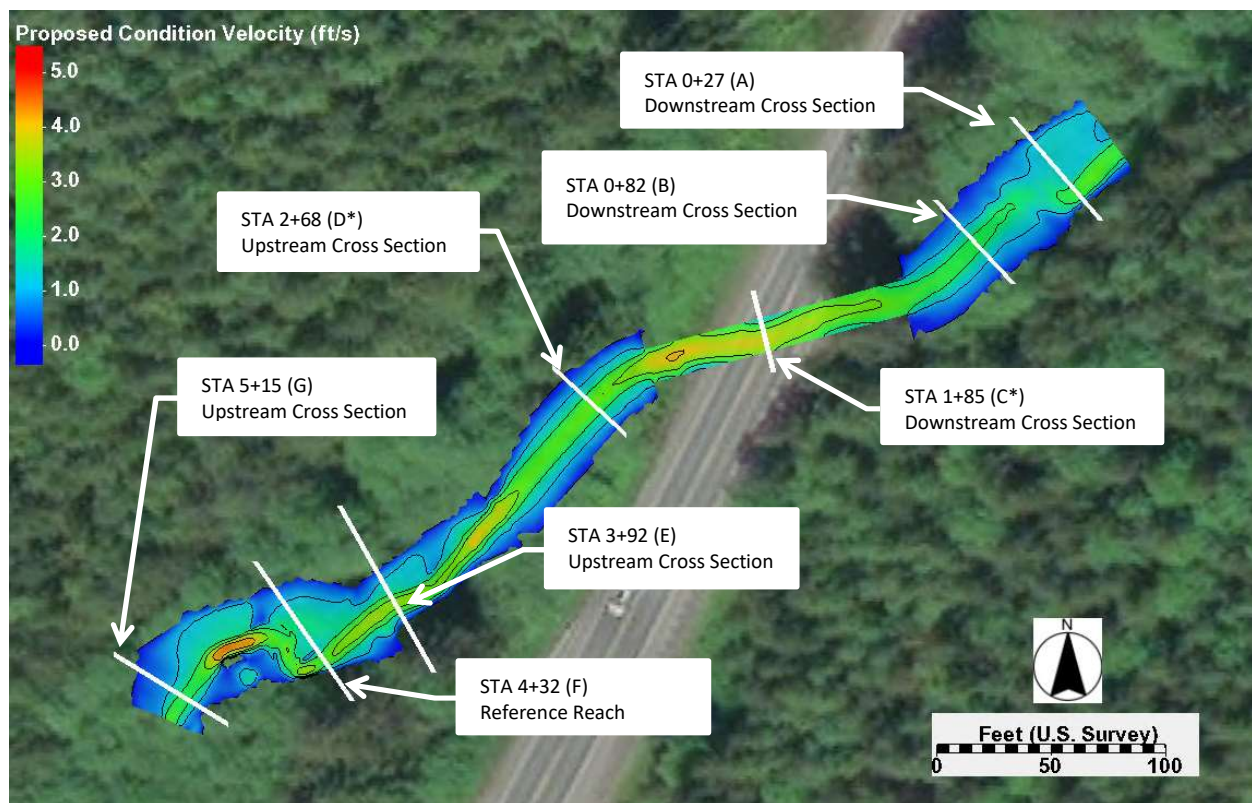 Proposed Condition Velocity (ft/s)
5.0
4.0
3.0
2.0
1.0
0.0
STA 0+27 (A)
Downstream Cross Section
STA 0+82 (B)
Downstream Cross Section
STA 2+68 (D*)
Upstream Cross Section
STA 5+15 (G)
Upstream Cross Section
STA 1+85 (C*)
Downstream Cross Section
STA 3+92 (E)
Upstream Cross Section
STA 4+32 (F)
Reference Reach
N
Feet (U.S. Survey)
0 50 100